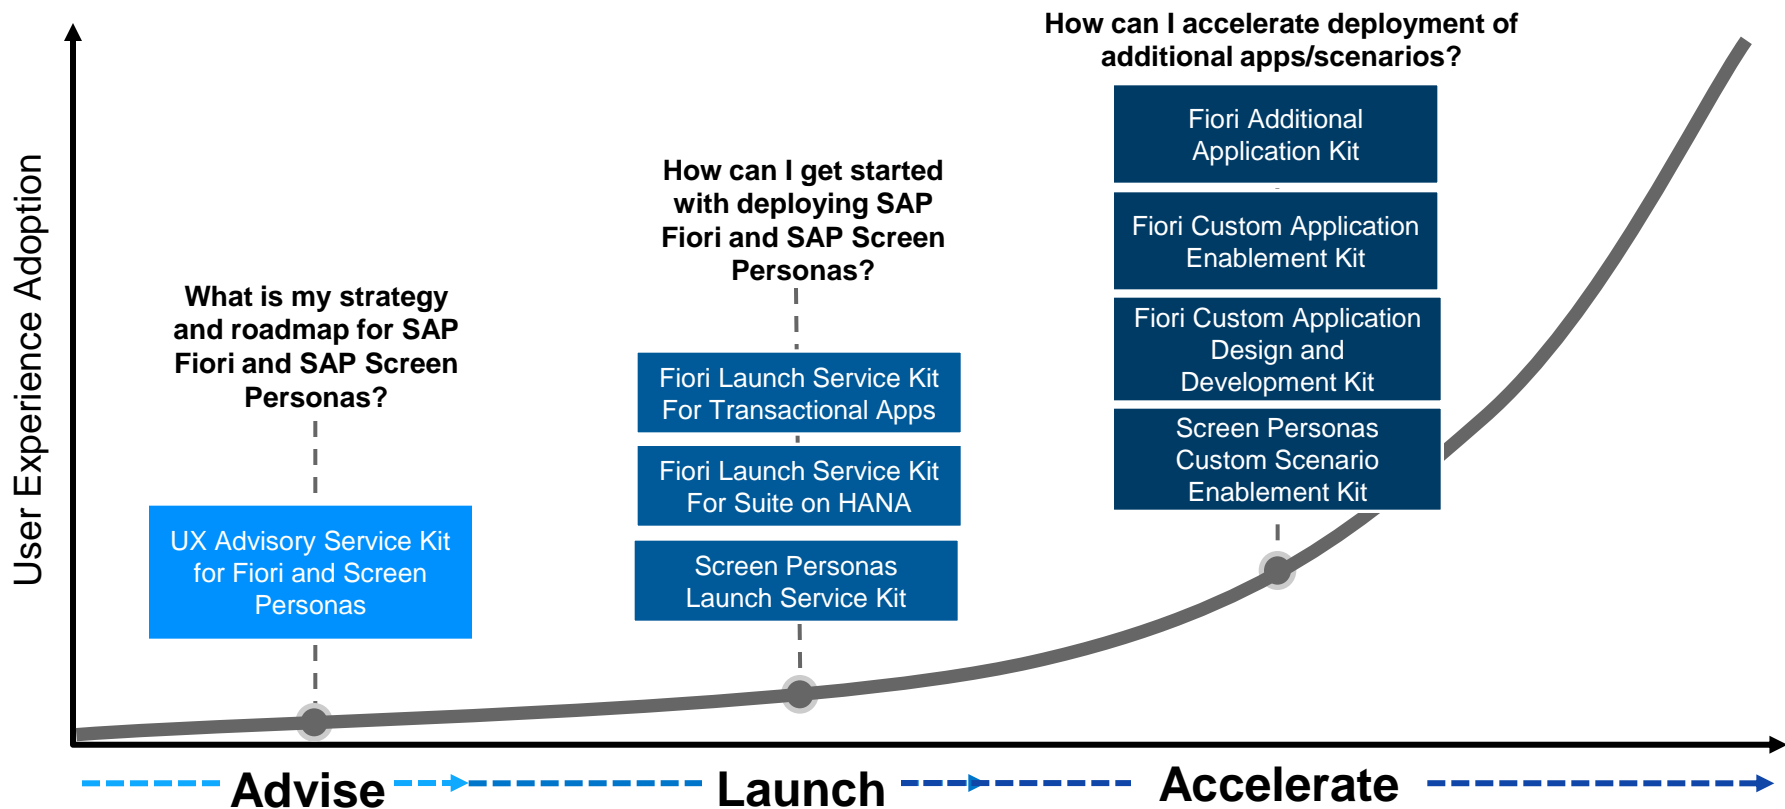 How can I accelerate deployment of
additional apps/scenarios?
Fiori Additional
Application Kit
Fiori Custom Application
Enablement Kit
Fiori Custom Application
Design and
Development Kit
Screen Personas
Custom Scenario
Enablement Kit
How can I get started
with deploying SAP
Fiori and SAP Screen
Personas?
Fiori Launch Service Kit
For Transactional Apps
Fiori Launch Service Kit
For Suite on HANA
Screen Personas
Launch Service Kit
What is my strategy
and roadmap for SAP
Fiori and SAP Screen
Personas?
UX Advisory Service Kit
for Fiori and Screen
Personas
User Experience Adoption
Advise
Launch
Accelerate